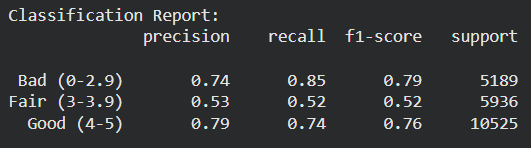 Classification Report:
precision recall f1-score support
Bad (0-2.9) 0.74 0.85 0.79 5189
Fair (3-3.9) 0.53 0.52 0.52 5936
Good (4-5) 0.79 0.74 0.76 10525